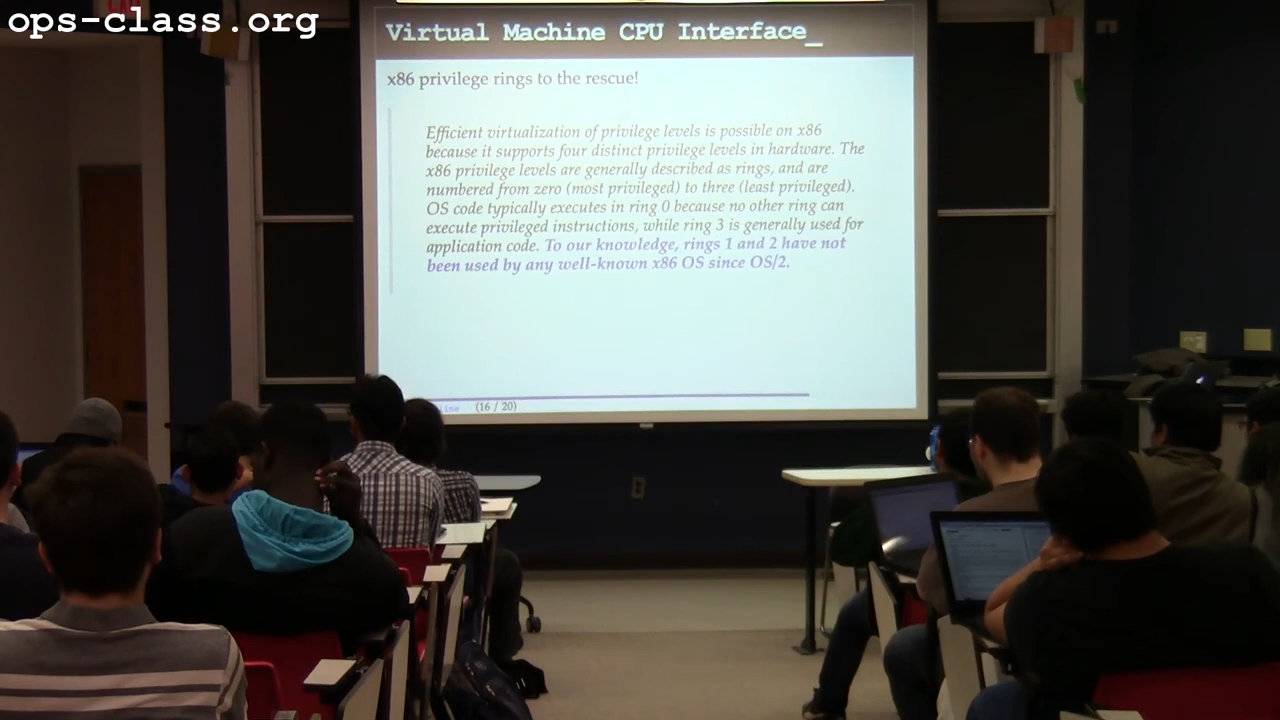 ops-class.org
Virtual Machine CPU Interface_
x86 privilege rings to the rescue!
Efficient virtualization of privilege levels is possible on x86
because it supports four distinct privilege levels in hardware. The
x86 privilege levels are generally described as rings, and are
numbered from zero (most privileged) to three (least privileged).
OS code typically executes in ring 0 because no other ring can
execute privileged instructions, while ring 3 is generally used for
application code. To our knowledge, rings 1 and 2 have not
been used by any well-known x86 OS since OS/2.
(16 / 20)